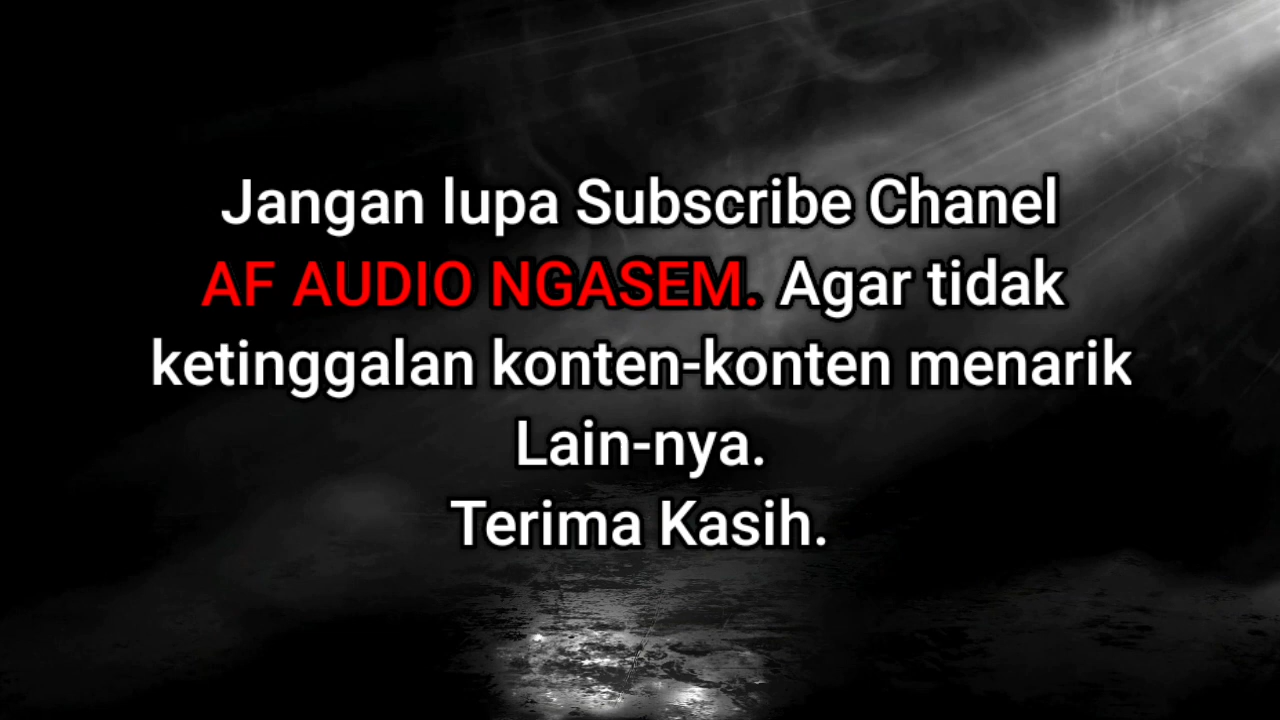 Jangan lupa Subscribe Chanel
AF AUDIO NGASEM. Agar tidak
ketinggalan konten-konten menarik
Lain-nya.
Terima Kasih.